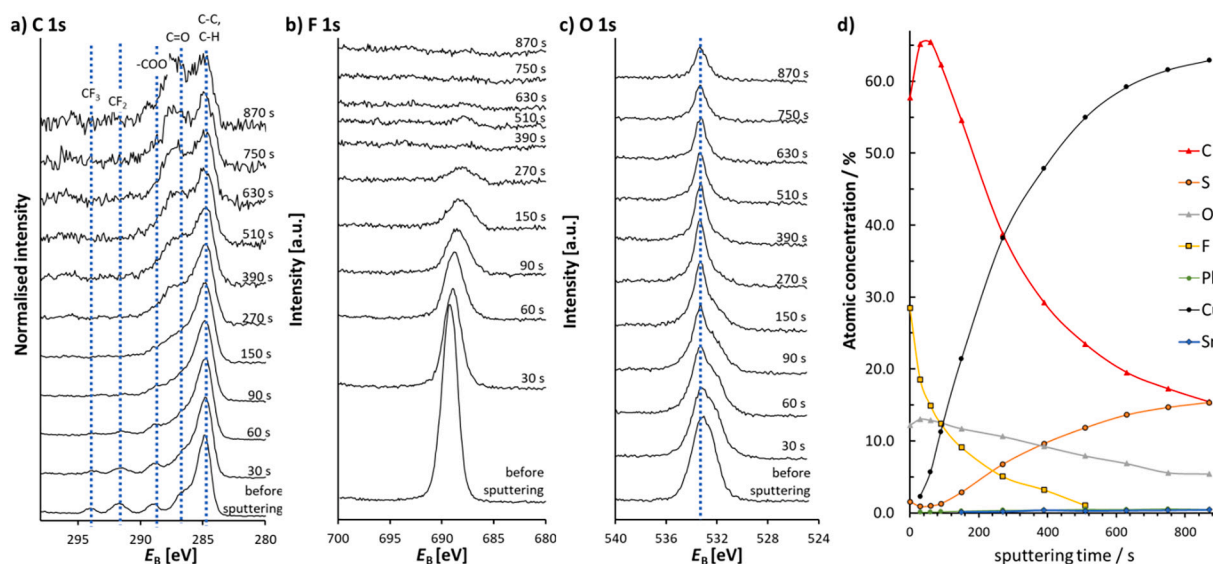 a) C 1s
C-C,
C-H
C=O
-COO
CF3
CF2
870 s
750 s
630 s
510 s
390 s
270 s
150 s
90 s
60 s
30 s
before
sputtering
Normalised intensity
295
290
285
280
EB [eV]
b) F 1s
870 s
750 s
630 s
510 s
390 s
270 s
150 s
90 s
60 s
30 s
before
sputtering
Intensity [a.u.]
700
695
690
685
680
EB [eV]
c) O 1s
870 s
750 s
630 s
510 s
390 s
270 s
150 s
90 s
60 s
30 s
before
sputtering
Intensity [a.u.]
540
536
532
528
524
EB [eV]
d)
60.0
50.0
40.0
30.0
20.0
10.0
0.0
Atomic concentration / %
0
200
400
600
800
sputtering time / s
C
S
O
F